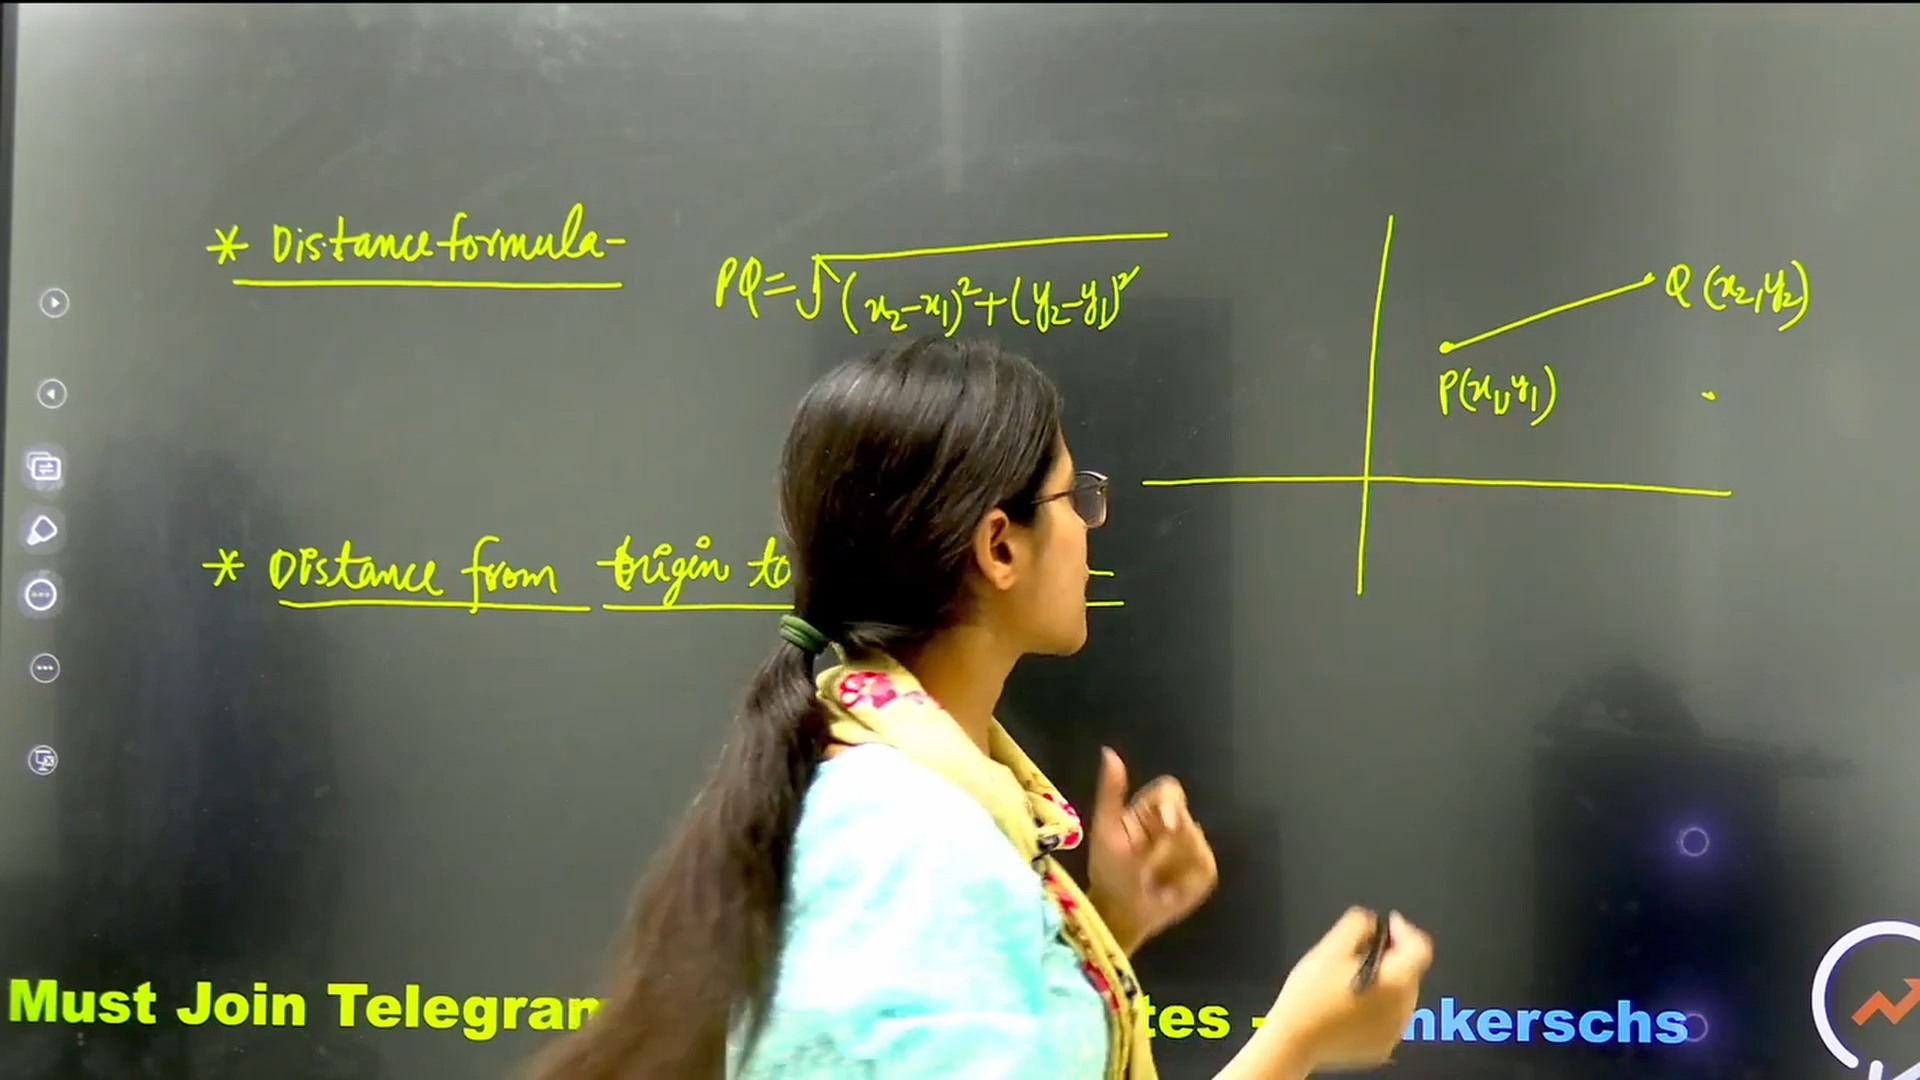 * Distance formula-
PQ=√(x₂-x₁)²+(y₂-y₁)²
Q (x₂,y₂)
P(x₁,y₁)
* Distance from origin to
Must Join Telegram
tes - nkerschs